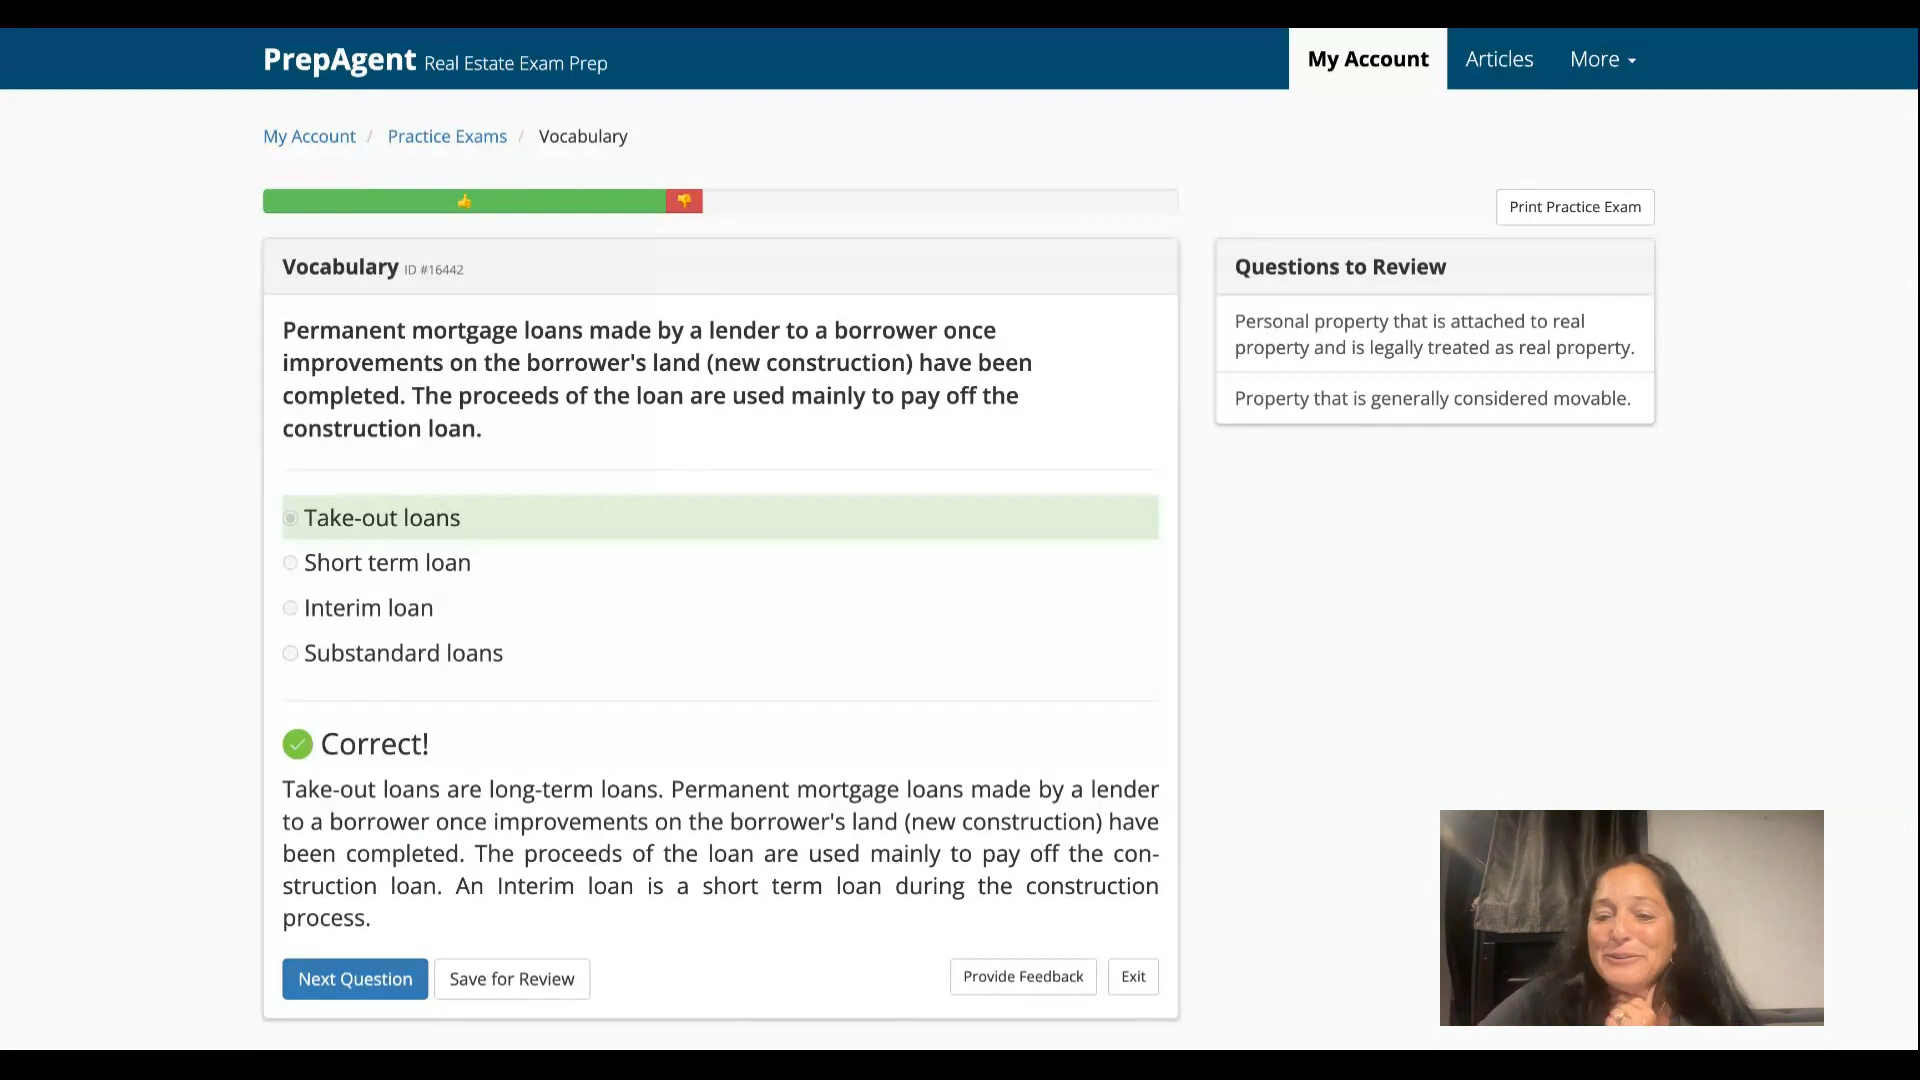 PrepAgent Real Estate Exam Prep
My Account
Articles
More
My Account / Practice Exams / Vocabulary
Print Practice Exam
Vocabulary ID #16442
Permanent mortgage loans made by a lender to a borrower once
improvements on the borrower's land (new construction) have been
completed. The proceeds of the loan are used mainly to pay off the
construction loan.
Take-out loans
Short term loan
Interim loan
Substandard loans
Correct!
Take-out loans are long-term loans. Permanent mortgage loans made by a lender
to a borrower once improvements on the borrower's land (new construction) have
been completed. The proceeds of the loan are used mainly to pay off the con-
struction loan. An Interim loan is a short term loan during the construction
process.
Next Question
Save for Review
Provide Feedback
Exit
Questions to Review
Personal property that is attached to real
property and is legally treated as real property.
Property that is generally considered movable.